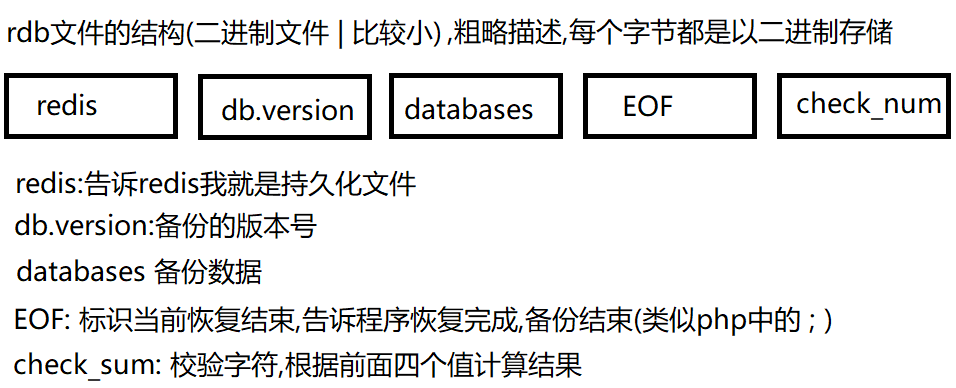 rdb文件的结构(二进制文件 | 比较小) ,粗略描述,每个字节都是以二进制存储
redis db.version databases EOF check_num
redis:告诉redis我就是持久化文件
db.version:备份的版本号
databases 备份数据
EOF: 标识当前恢复结束,告诉程序恢复完成,备份结束(类似php中的 ; )
check_sum: 校验字符,根据前面四个值计算结果